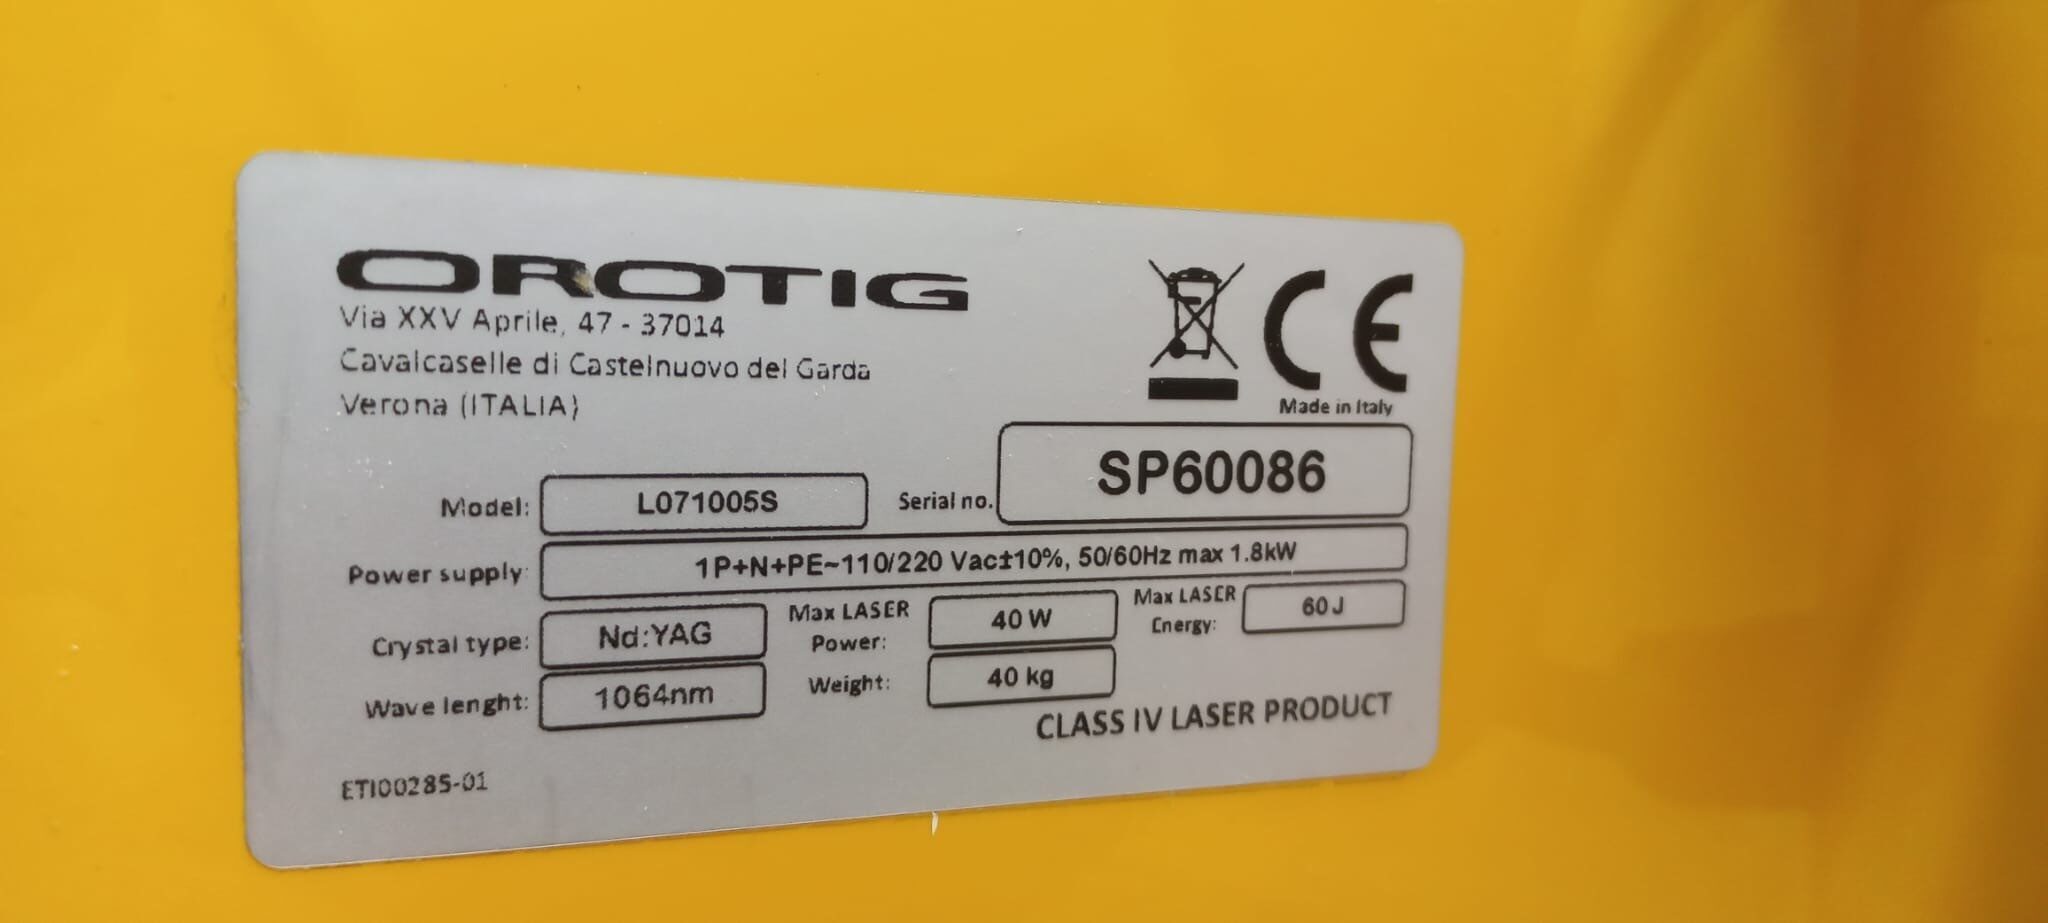 OROTIG
Via XXV Aprile, 47 - 37014
Cavalcaselle di Castelnuovo del Garda
Verona (ITALIA)
CE
Made in Italy
Model: L071005S Serial no. SP60086
Power supply: 1P+N+PE~110/220 Vac±10%, 50/60Hz max 1.8kW
Crystal type: Nd:YAG Max LASER Power: 40 W Max LASER Energy: 60 J
Wave lenght: 1064nm Weight: 40 kg
CLASS IV LASER PRODUCT
ETI00285-01